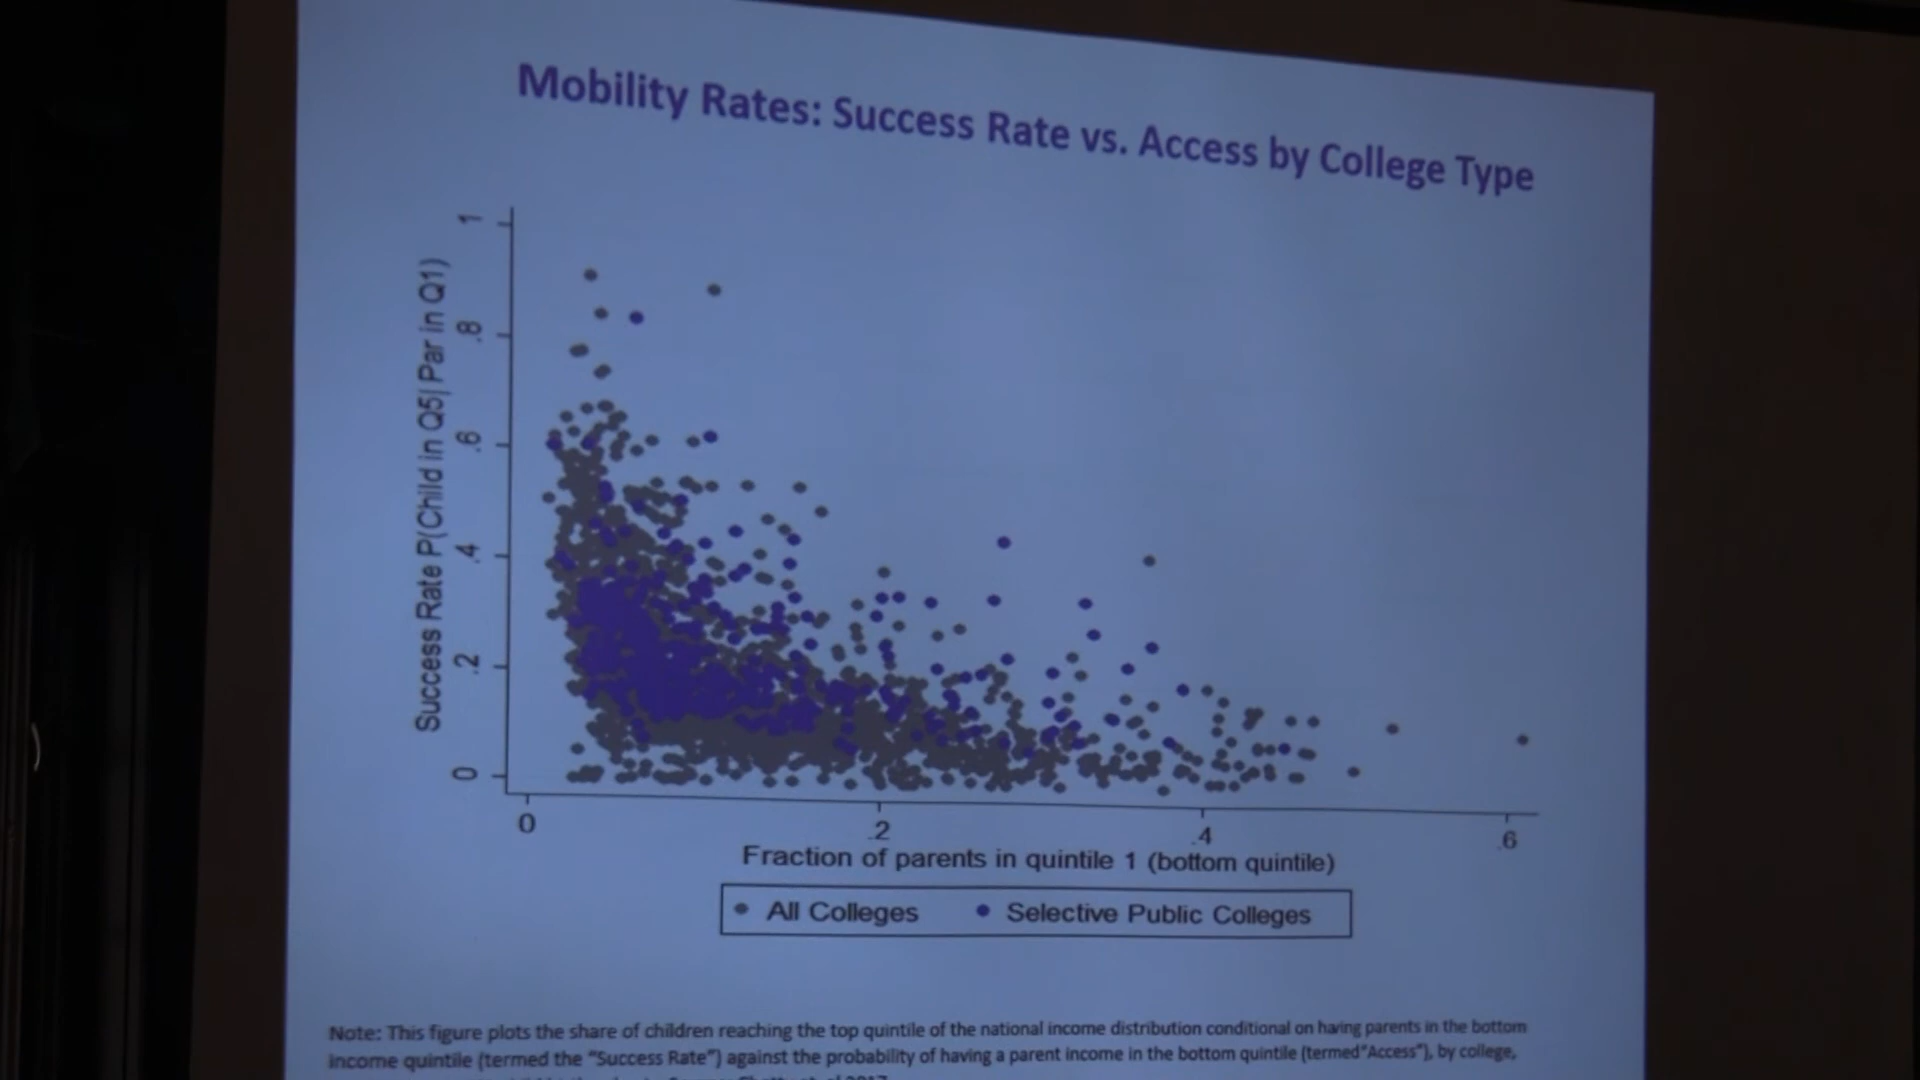 Mobility Rates: Success Rate vs. Access by College Type
Success Rate P(Child in Q5| Par in Q1)
1
.8
.6
.4
.2
0
0
.2
.4
.6
Fraction of parents in quintile 1 (bottom quintile)
All Colleges
Selective Public Colleges
Note: This figure plots the share of children reaching the top quintile of the national income distribution conditional on having parents in the bottom
income quintile (termed the "Success Rate") against the probability of having a parent income in the bottom quintile (termed"Access"), by college,